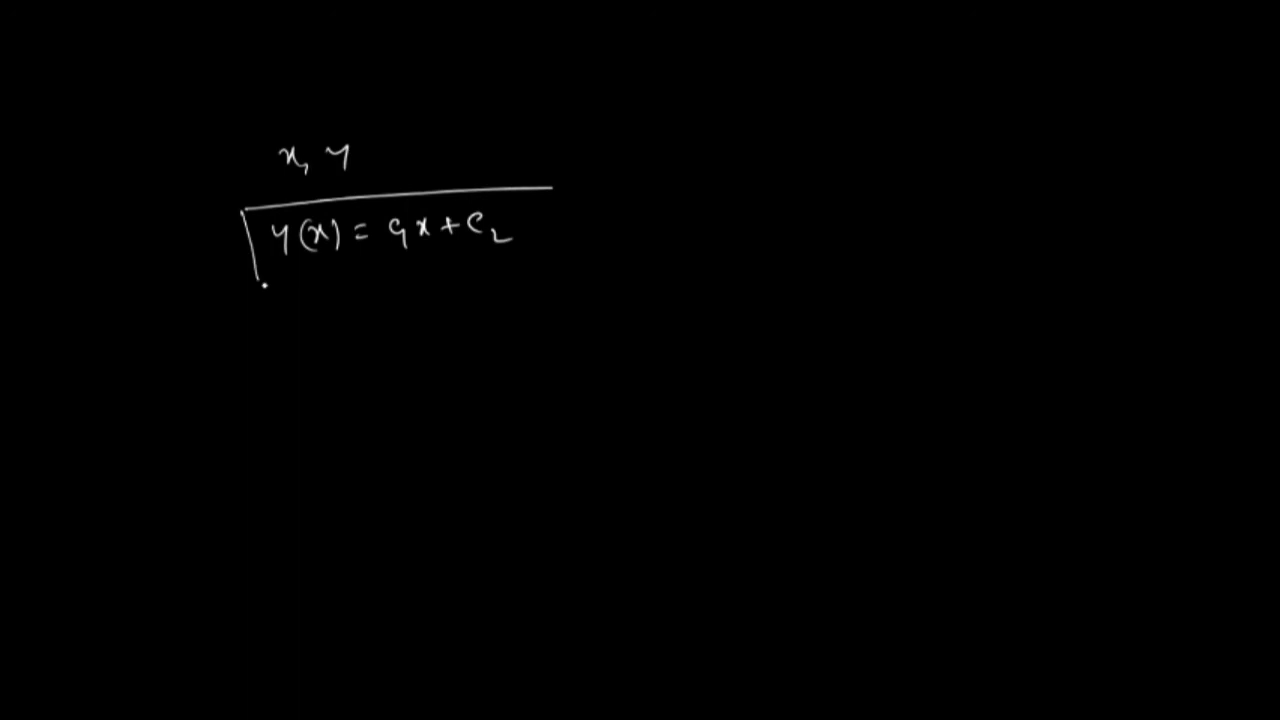 x, y
y(x) = c₁x + c₂